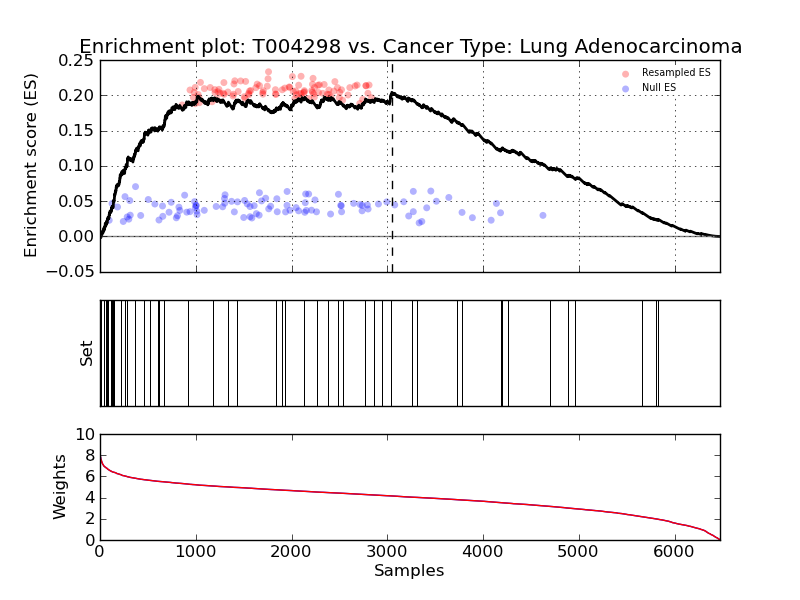 Enrichment plot: T004298 vs. Cancer Type: Lung Adenocarcinoma
0.25
0.20
0.15
0.10
0.05
0.00
−0.05
Enrichment score (ES)
Resampled ES
Null ES
Set
10
8
6
4
2
0
Weights
0 1000 2000 3000 4000 5000 6000
Samples